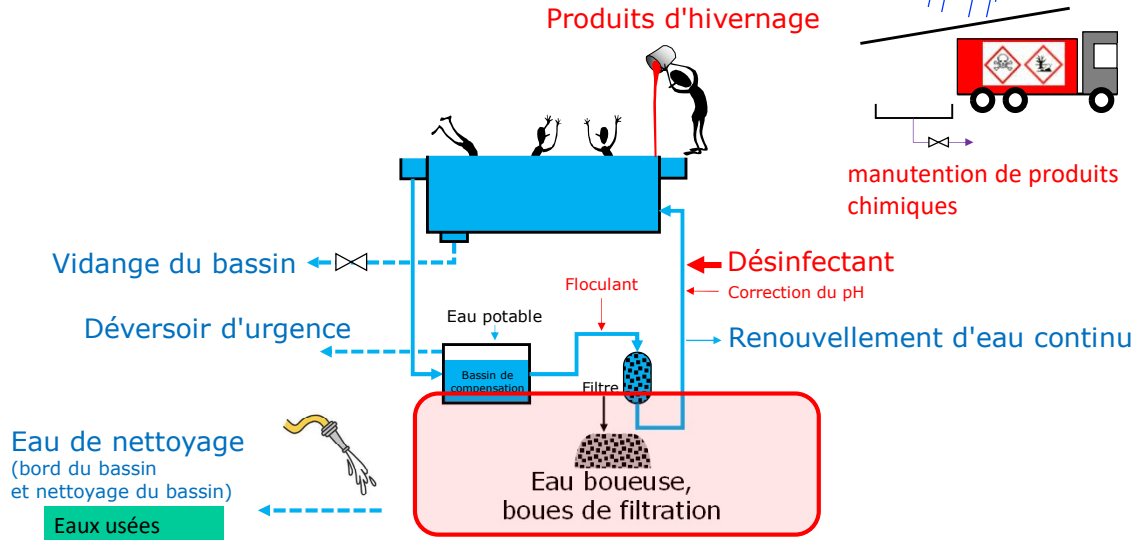 Produits d'hivernage
manutention de produits
chimiques
Vidange du bassin
Désinfectant
Floculant
Correction du pH
Eau potable
Déversoir d'urgence
Renouvellement d'eau continu
Bassin de
compensation
Filtre
Eau de nettoyage
(bord du bassin
et nettoyage du bassin)
Eaux usées
Eau boueuse,
boues de filtration